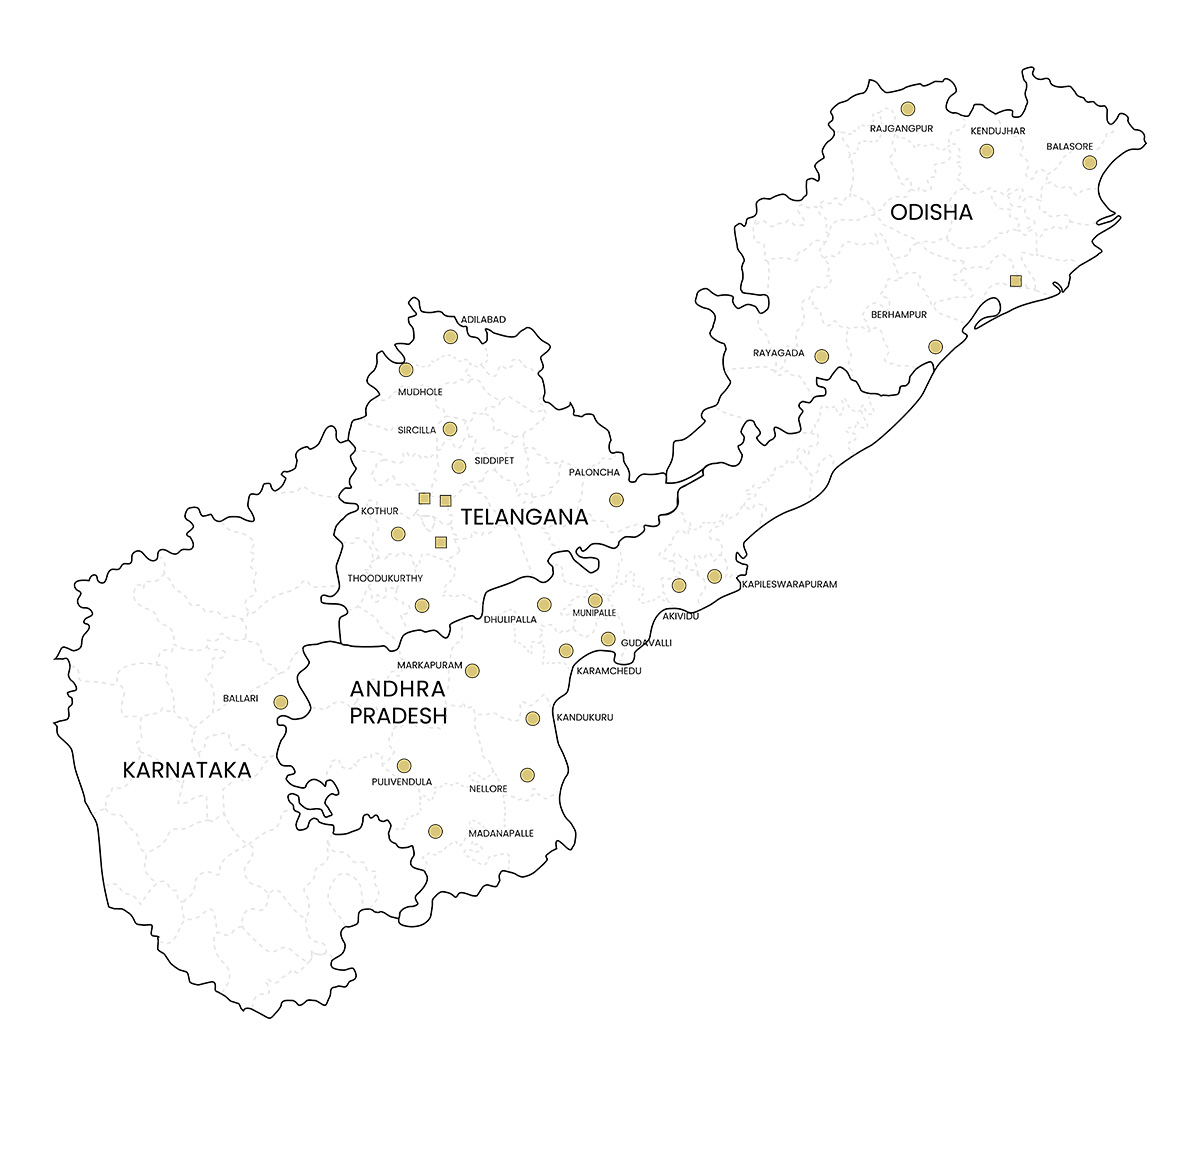 RAJGANGPUR
KENDUJHAR
BALASORE
ODISHA
BERHAMPUR
RAYAGADA
ADILABAD
MUDHOLE
SIRCILLA
SIDDIPET
PALONCHA
KOTHUR
TELANGANA
THOODUKURTHY
KAPILESWARAPURAM
DHULIPALLA
MUNIPALLE
AKIVIDU
GUDAVALLI
MARKAPURAM
KARAMCHEDU
ANDHRA
PRADESH
BALLARI
KANDUKURU
KARNATAKA
PULIVENDULA
NELLORE
MADANAPALLE